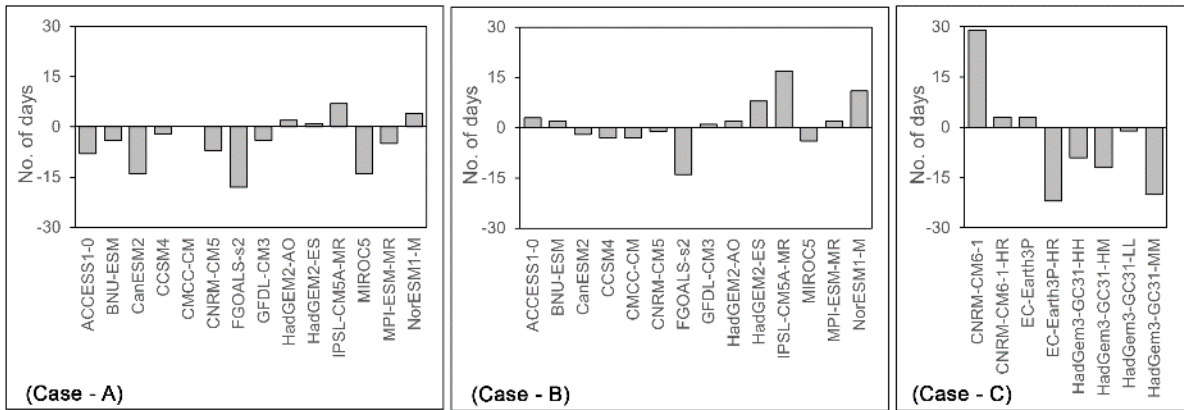 30
15
0
-15
-30
No. of days
ACCESS1-0
BNU-ESM
CanESM2
CCSM4
CMCC-CM
CNRM-CM5
FGOALS-s2
GFDL-CM3
HadGEM2-AO
HadGEM2-ES
IPSL-CM5A-MR
MIROC5
MPI-ESM-MR
NorESM1-M
(Case - A)
30
15
0
-15
-30
No. of days
ACCESS1-0
BNU-ESM
CanESM2
CCSM4
CMCC-CM
CNRM-CM5
FGOALS-s2
GFDL-CM3
HadGEM2-AO
HadGEM2-ES
IPSL-CM5A-MR
MIROC5
MPI-ESM-MR
NorESM1-M
(Case - B)
30
15
0
-15
-30
No. of days
CNRM-CM6-1
CNRM-CM6-1-HR
EC-Earth3P
EC-Earth3P-HR
HadGem3-GC31-HH
HadGem3-GC31-HM
HadGem3-GC31-LL
HadGem3-GC31-MM
(Case - C)